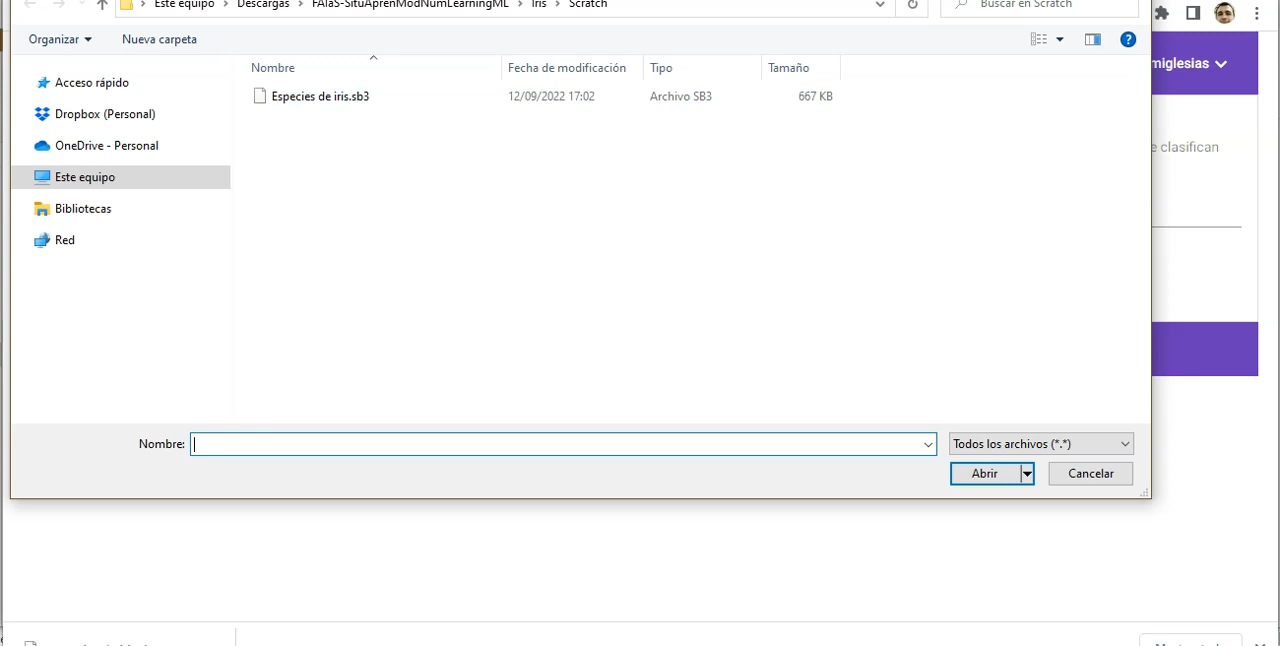 Este equipo › Descargas › FAIaS-SituAprenModNumLearningML › Iris › Scratch
Buscar en Scratch
Organizar
Nueva carpeta
miglesias
Nombre
Fecha de modificación
Tipo
Tamaño
Acceso rápido
Especies de iris.sb3
12/09/2022 17:02
Archivo SB3
667 KB
Dropbox (Personal)
OneDrive - Personal
e clasifican
Este equipo
Bibliotecas
Red
Nombre:
Todos los archivos (*.*)
Abrir
Cancelar